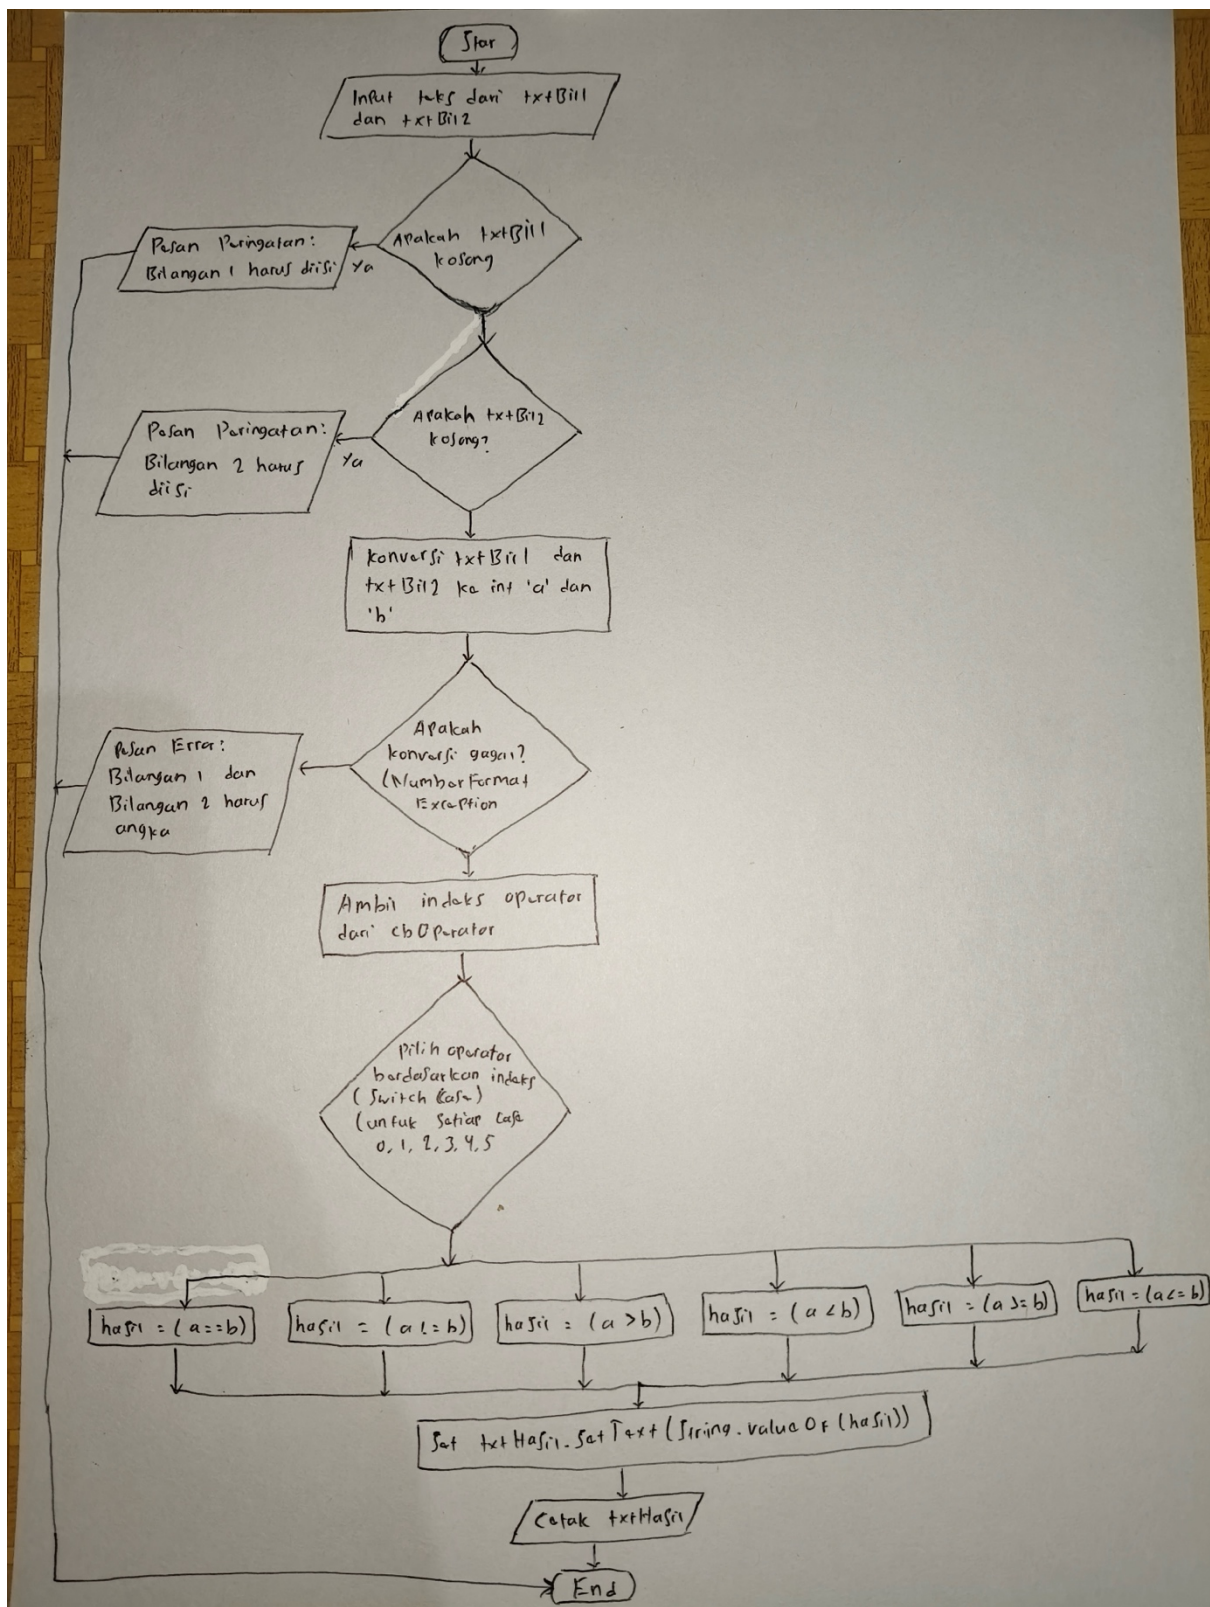 Star
Input teks dari txtBil1
dan txtBil2
Apakah txtBil1
kosong
Ya
Pesan Peringatan:
Bilangan 1 harus diisi
Apakah txtBil2
kosong?
Ya
Pesan Peringatan:
Bilangan 2 harus
diisi
Konversi txtBil1 dan
txtBil2 ke int 'a' dan
'b'
Apakah
konversi gagal?
(NumberFormat
Exception
Pesan Error:
Bilangan 1 dan
Bilangan 2 harus
angka
Ambil indeks operator
dari cbOperator
Pilih operator
berdasarkan indeks
(Switch Case)
(untuk setiap case
0, 1, 2, 3, 4, 5
hasil = (a==b)
hasil = (a!=b)
hasil = (a>b)
hasil = (a<b)
hasil = (a>=b)
hasil = (a<=b)
Set txtHasil.SetText(String.valueOf(hasil))
Cetak txtHasil
End